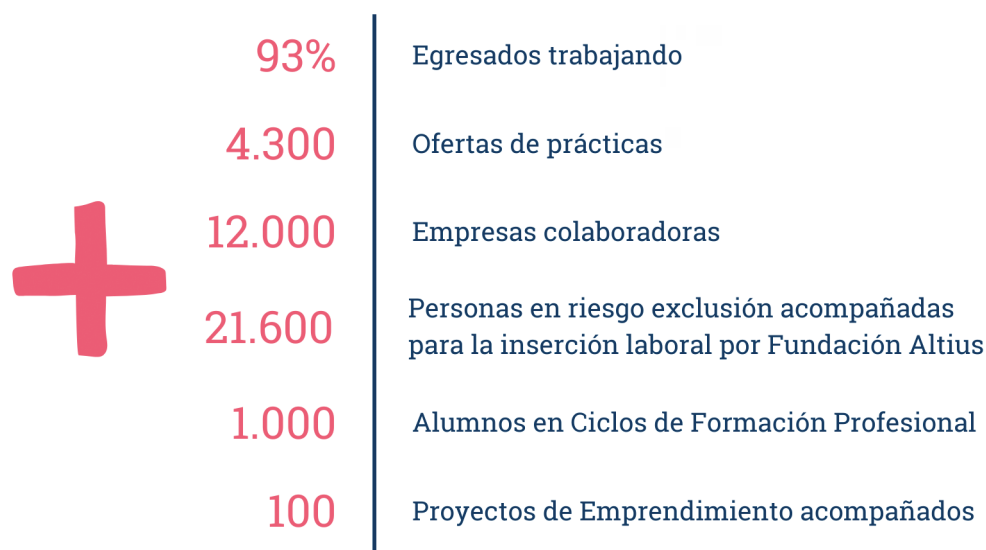 93% Egresados trabajando
4.300 Ofertas de prácticas
12.000 Empresas colaboradoras
21.600 Personas en riesgo exclusión acompañadas
para la inserción laboral por Fundación Altius
1.000 Alumnos en Ciclos de Formación Profesional
100 Proyectos de Emprendimiento acompañados